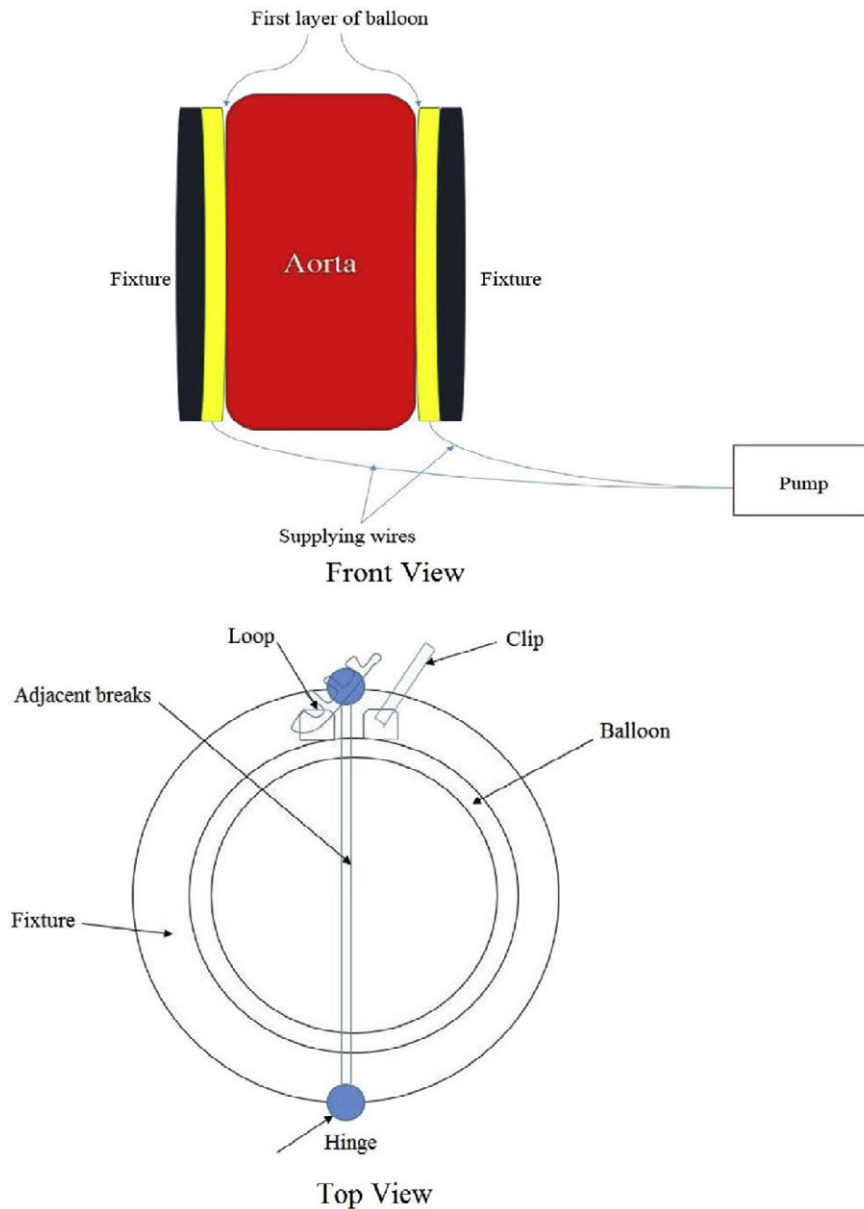 First layer of balloon
Aorta
Fixture
Fixture
Pump
Supplying wires
Front View
Loop
Clip
Adjacent breaks
Balloon
Fixture
Hinge
Top View